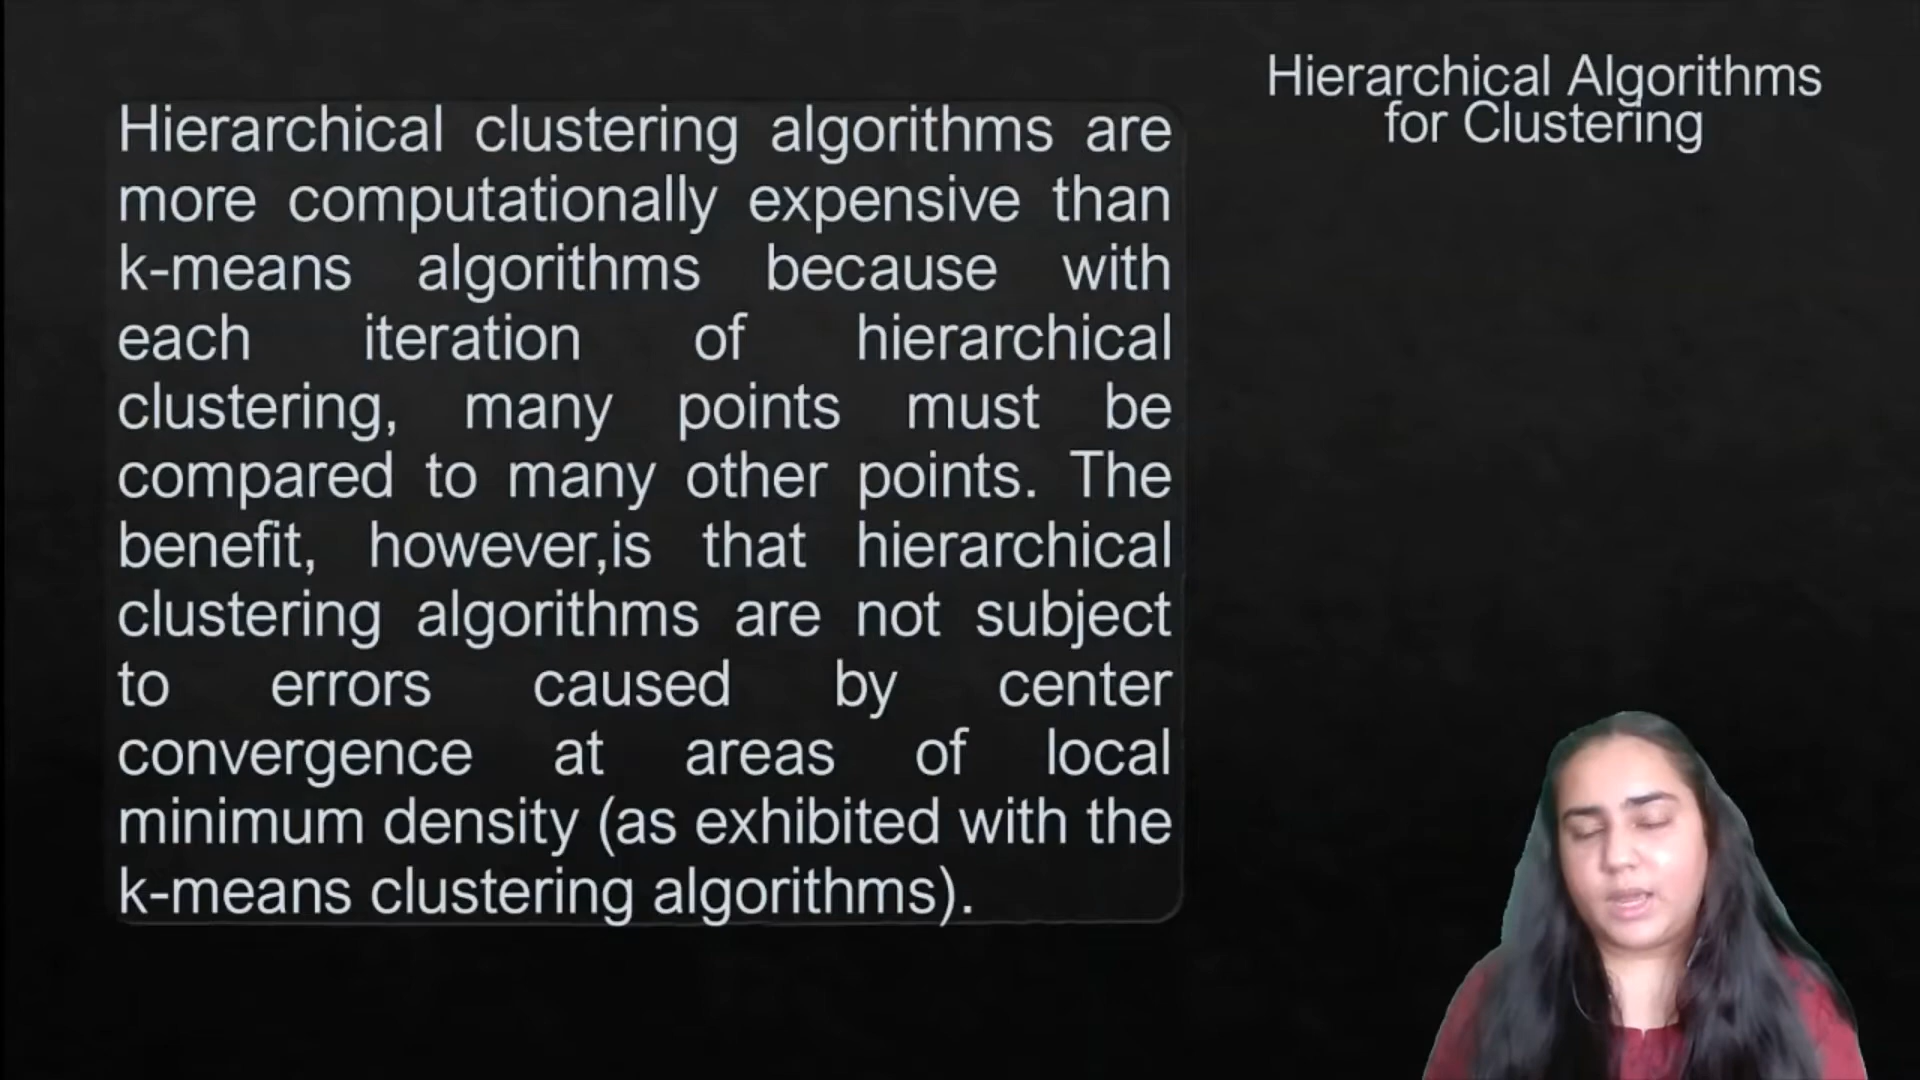 Hierarchical Algorithms
for Clustering
Hierarchical clustering algorithms are
more computationally expensive than
k-means algorithms because with
each iteration of hierarchical
clustering, many points must be
compared to many other points. The
benefit, however,is that hierarchical
clustering algorithms are not subject
to errors caused by center
convergence at areas of local
minimum density (as exhibited with the
k-means clustering algorithms).